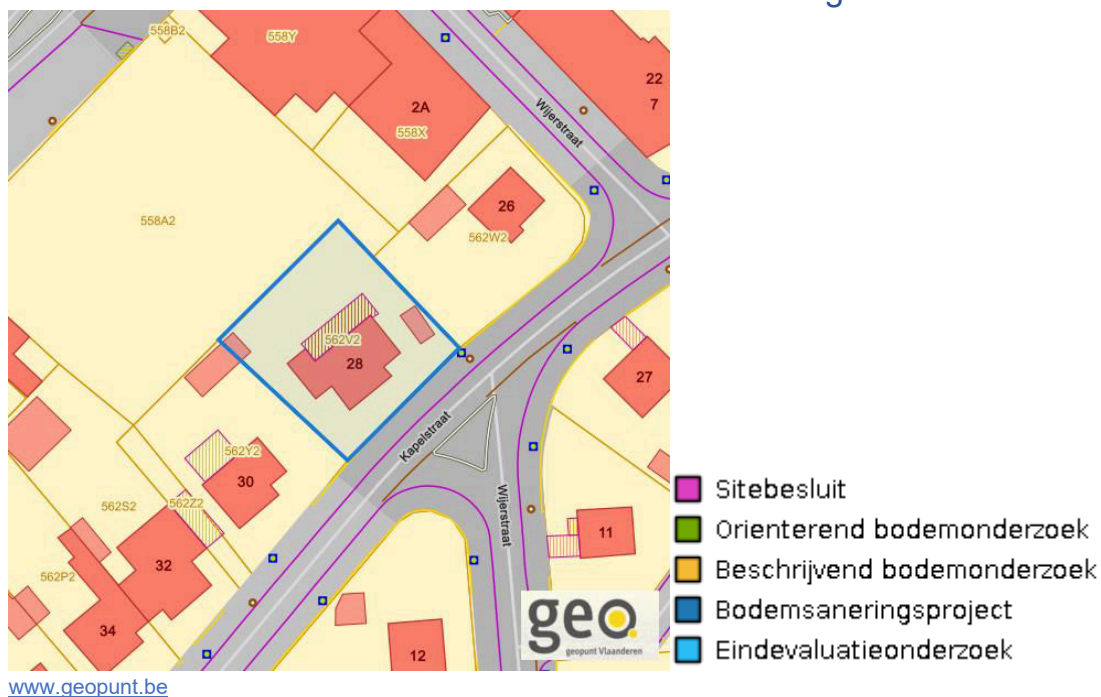 558B2
558Y
2A
558X
22
7
Wijerstraat
558A2
26
562W2
562V2
28
27
Kapelstraat
562Y2
30
562S2
562Z2
Wijerstraat
11
32
562P2
34
12
geo
geopunt Vlaanderen
Sitebesluit
Orienterend bodemonderzoek
Beschrijvend bodemonderzoek
Bodemsaneringsproject
Eindevaluatieonderzoek
www.geopunt.be